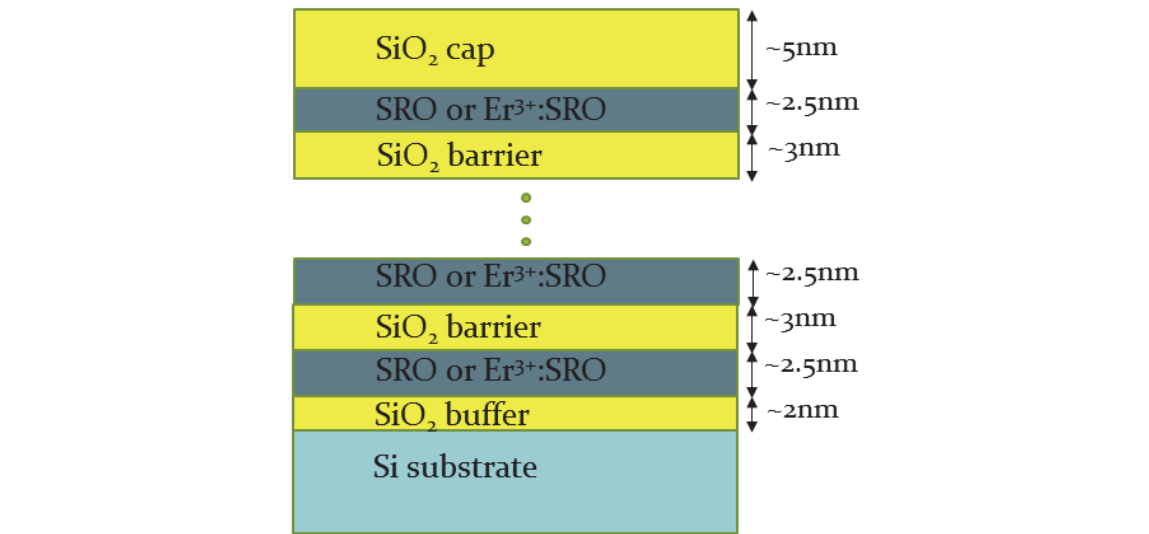 SiO₂ cap ~5nm
SRO or Er³⁺:SRO ~2.5nm
SiO₂ barrier ~3nm
SRO or Er³⁺:SRO ~2.5nm
SiO₂ barrier ~3nm
SRO or Er³⁺:SRO ~2.5nm
SiO₂ buffer ~2nm
Si substrate